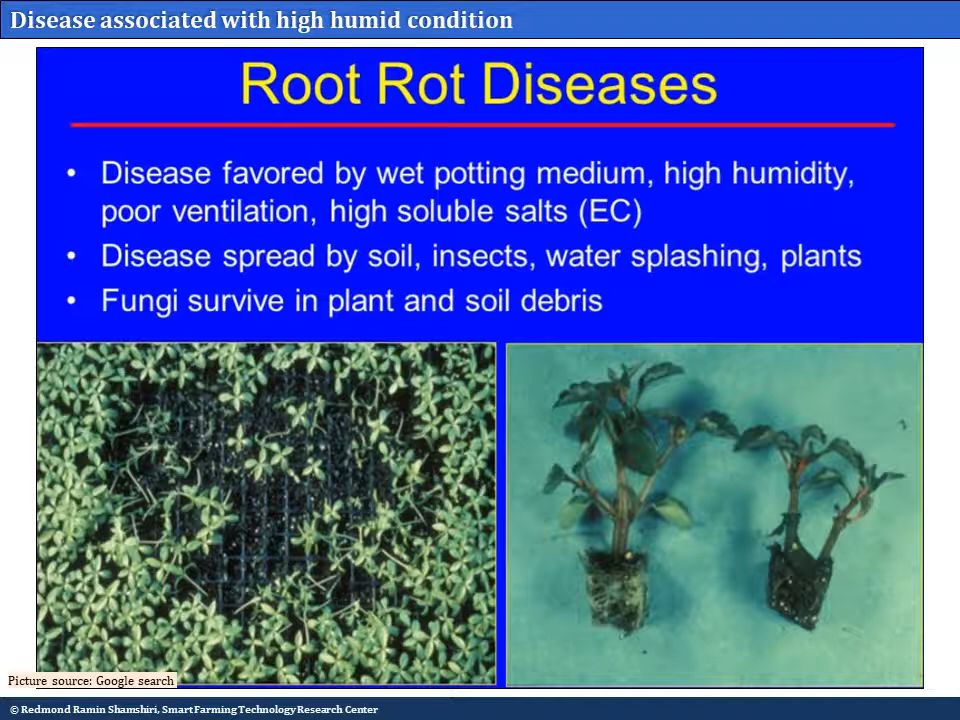 Disease associated with high humid condition
Root Rot Diseases
• Disease favored by wet potting medium, high humidity,
poor ventilation, high soluble salts (EC)
• Disease spread by soil, insects, water splashing, plants
• Fungi survive in plant and soil debris
Picture source: Google search
© Redmond Ramin Shamshiri, Smart Farming Technology Research Center